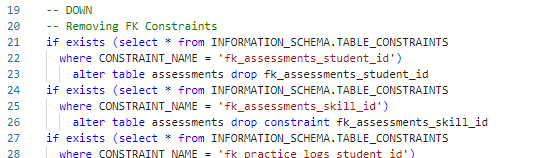 19 -- DOWN
20 -- Removing FK Constraints
21 if exists (select * from INFORMATION_SCHEMA.TABLE_CONSTRAINTS
22 where CONSTRAINT_NAME = 'fk_assessments_student_id')
23 alter table assessments drop fk_assessments_student_id
24 if exists (select * from INFORMATION_SCHEMA.TABLE_CONSTRAINTS
25 where CONSTRAINT_NAME = 'fk_assessments_skill_id')
26 alter table assessments drop constraint fk_assessments_skill_id
27 if exists (select * from INFORMATION_SCHEMA.TABLE_CONSTRAINTS
28 where CONSTRAINT_NAME = 'fk_practice_logs_student_id')